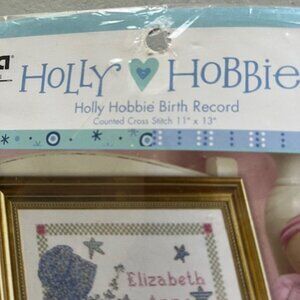 HOLLY HOBBIE
Holly Hobbie Birth Record
Counted Cross Stitch 11" x 13"
Elizabeth